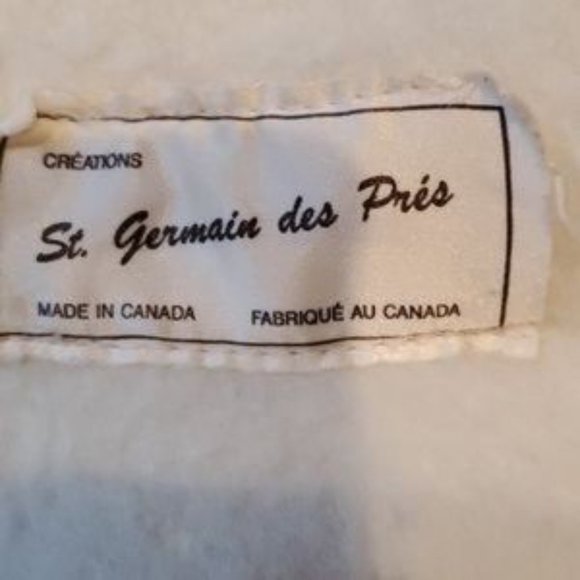 CRÉATIONS
St. Germain des Prés
MADE IN CANADA FABRIQUÉ AU CANADA